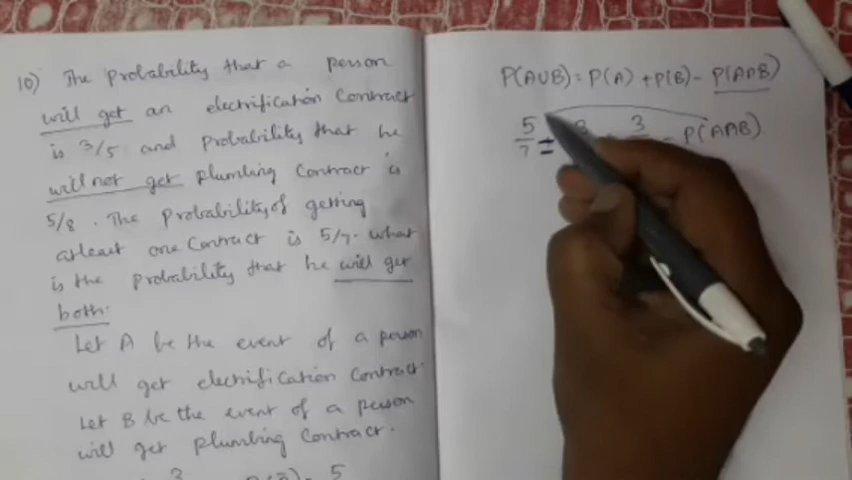 10) The probability that a person
will get an electrification Contract
is 3/5 and Probability that he
will not get plumbing Contract is
5/8. The Probability of getting
atleast one Contract is 5/7. what
is the probability that he will get
both.
Let A be the event of a person
will get electrification Contract.
Let B be the event of a person
will get plumbing Contract.
3 P(B̄) = 5
P(A∪B) = P(A) + P(B) - P(A∩B)
5/7 = 3 - P(A∩B)